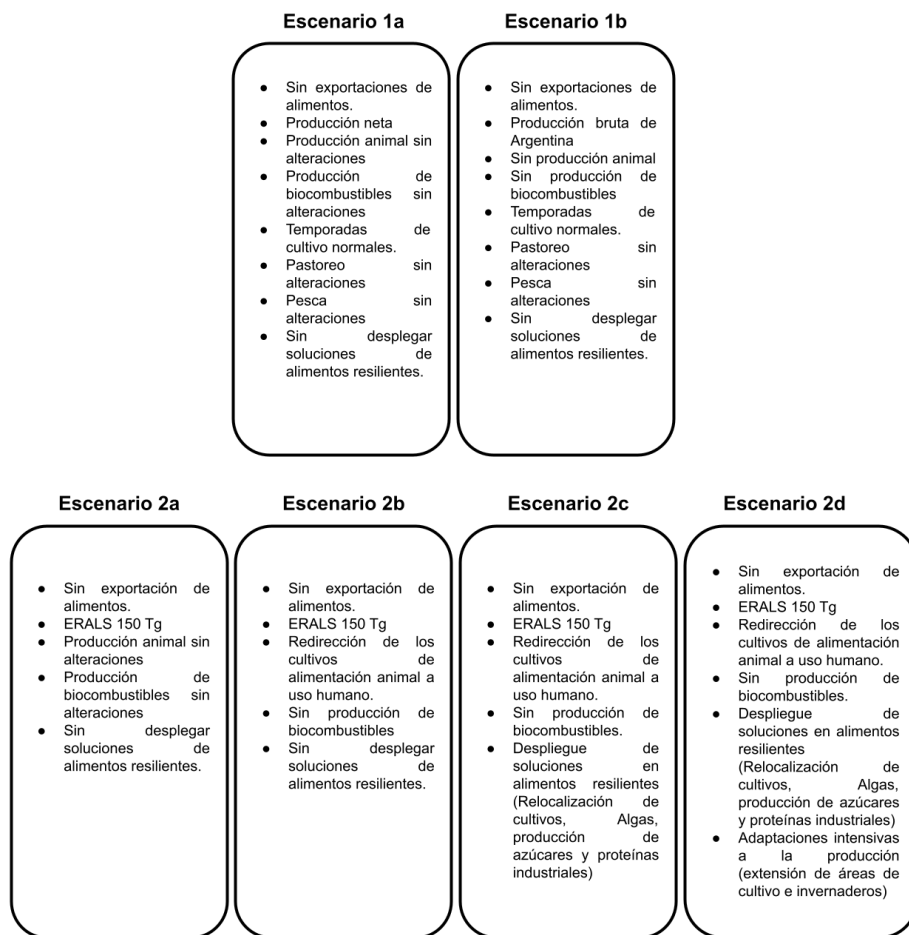 Escenario 1a
● Sin exportaciones de
alimentos.
● Producción neta
● Producción animal sin
alteraciones
● Producción de
biocombustibles sin
alteraciones
● Temporadas de
cultivo normales.
● Pastoreo sin
alteraciones
● Pesca sin
alteraciones
● Sin desplegar
soluciones de
alimentos resilientes.
Escenario 1b
● Sin exportaciones de
alimentos.
● Producción bruta de
Argentina
● Sin producción animal
● Sin producción de
biocombustibles
● Temporadas de
cultivo normales.
● Pastoreo sin
alteraciones
● Pesca sin
alteraciones
● Sin desplegar
soluciones de
alimentos resilientes.
Escenario 2a
● Sin exportación de
alimentos.
● ERALS 150 Tg
● Producción animal sin
alteraciones
● Producción de
biocombustibles sin
alteraciones
● Sin desplegar
soluciones de
alimentos resilientes.
Escenario 2b
● Sin exportación de
alimentos.
● ERALS 150 Tg
● Redirección de los
cultivos de
alimentación animal a
uso humano.
● Sin producción de
biocombustibles
● Sin desplegar
soluciones de
alimentos resilientes.
Escenario 2c
● Sin exportación de
alimentos.
● ERALS 150 Tg
● Redirección de los
cultivos de
alimentación animal a
uso humano.
● Sin producción de
biocombustibles.
● Despliegue de
soluciones en
alimentos resilientes
(Relocalización de
cultivos, Algas,
producción de
azúcares y proteínas
industriales)
Escenario 2d
● Sin exportación de
alimentos.
● ERALS 150 Tg
● Redirección de los
cultivos de alimentación
animal a uso humano.
● Sin producción de
biocombustibles.
● Despliegue de
soluciones en alimentos
resilientes
(Relocalización de
cultivos, Algas,
producción de azúcares
y proteínas industriales)
● Adaptaciones intensivas
a la producción
(extensión de áreas de
cultivo e invernaderos)